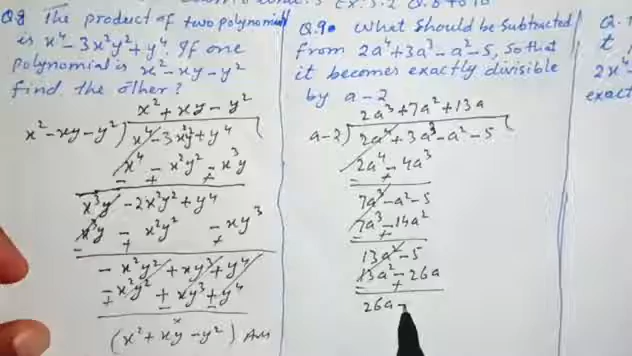 Q8 The product of two polynomial
is x⁴ - 3x²y² + y⁴. If one
polynomial is x² - xy - y²
find the other?
x² + xy - y²
x² - xy - y² ) x⁴ - 3x²y² + y⁴
x⁴ - x²y² - x³y
- + +
x³y - 2x²y² + y⁴
x³y - x²y² - xy³
- + +
- x²y² + xy³ + y⁴
- x²y² + xy³ + y⁴
+ - -
x
(x² + xy - y²) Ans
Q.9. What should be subtracted
from 2a⁴ + 3a³ - a² - 5, so that
it becomes exactly divisible
by a - 2
2a³ + 7a² + 13a
a - 2 ) 2a⁴ + 3a³ - a² - 5
2a⁴ - 4a³
- +
7a³ - a² - 5
7a³ - 14a²
- +
13a² - 5
13a² - 26a
- +
26a -
Q.
t
2x⁴ -
exact